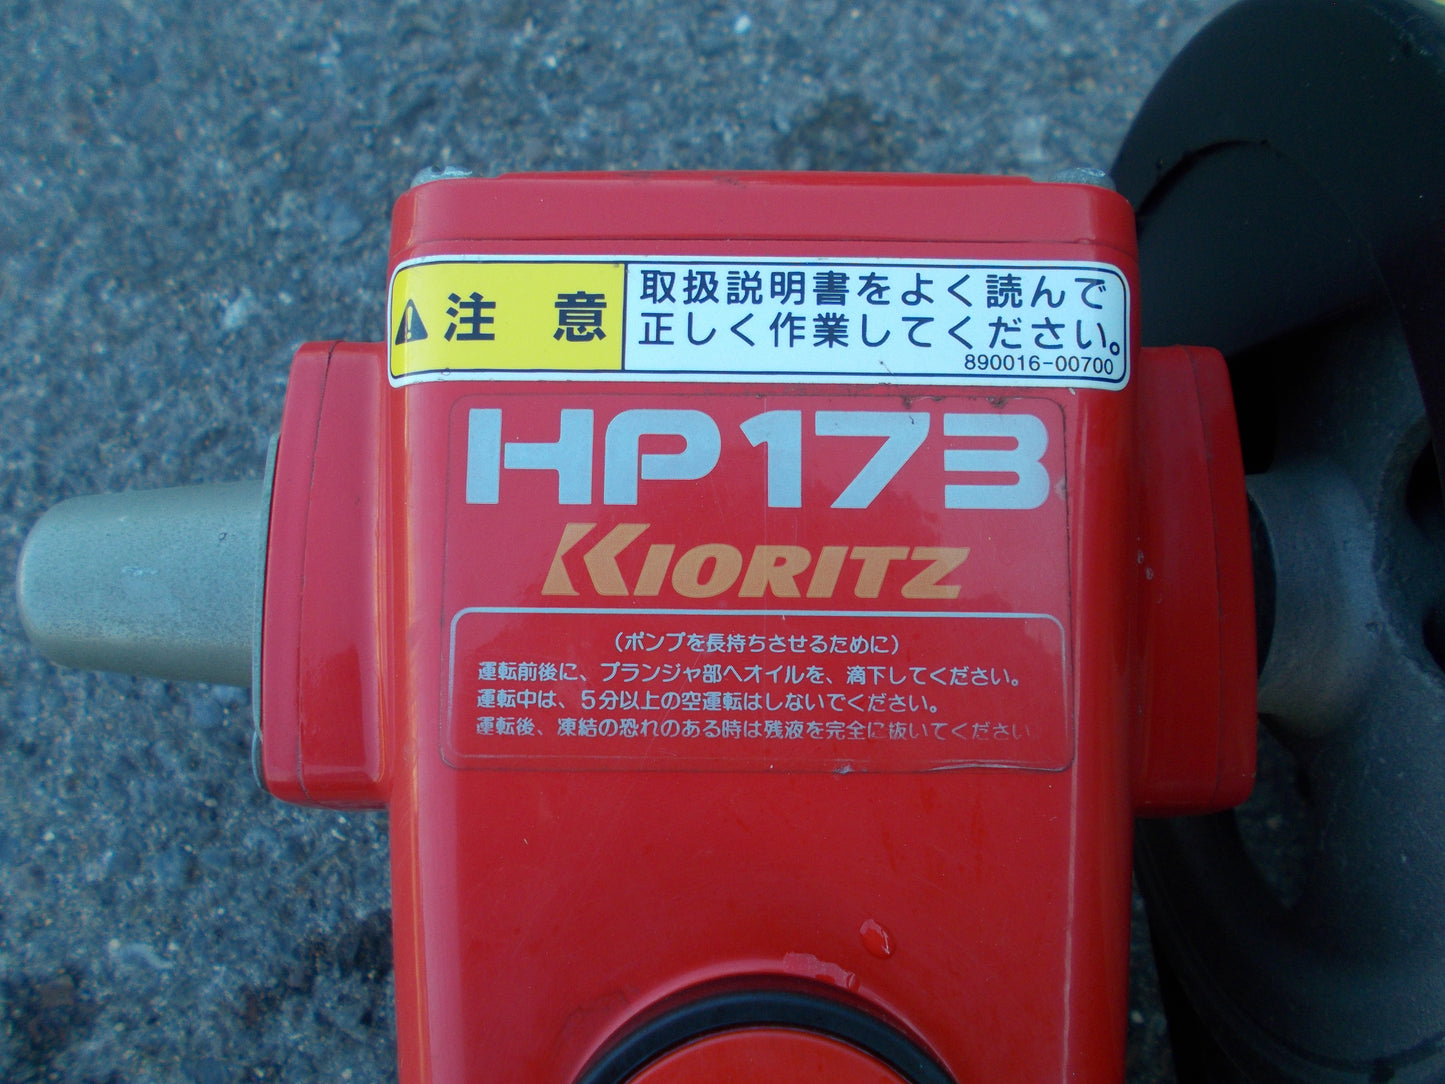 注 意
取扱説明書をよく読んで
正しく作業してください。
890016-00700
HP173
KIORITZ
(ポンプを長持ちさせるために)
運転前後に、プランジャ部へオイルを、滴下してください。
運転中は、5分以上の空運転はしないでください。
運転後、凍結の恐れのある時は残液を完全に抜いてください